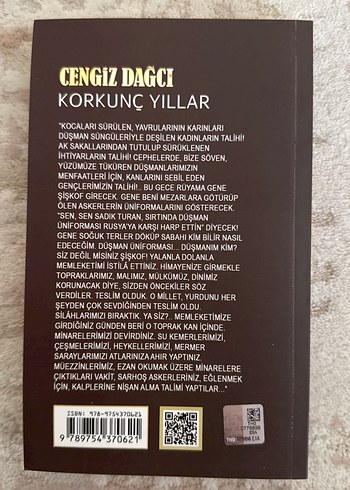 CENGİZ DAĞCI
KORKUNÇ YILLAR
"KOCALARI SÜRÜLEN, YAVRULARININ KARINLARI
DÜŞMAN SÜNGÜLERİYLE DEŞİLEN KADINLARIN TALİHİ!
AK SAKALLARINDAN TUTULUP SÜRÜKLENEN
İHTİYARLARIN TALİHİ! CEPHELERDE, BİZE SÖVEN,
YÜZÜMÜZE TÜKÜREN DÜŞMANLARIMIZIN
MENFAATLERİ İÇİN, KANLARINI SEBİL EDEN
GENÇLERİMİZİN TALİHİ!.. BU GECE RÜYAMA GENE
ŞİŞKOF GİRECEK. GENE BENİ MEZARLARA GÖTÜRÜP
ÖLEN ASKERLERİN ÜNİFORMALARINI GÖSTERECEK.
"SEN, SEN SADIK TURAN, SIRTINDA DÜŞMAN
ÜNİFORMASI RUSYA'YA KARŞI HARP ETTİN" DİYECEK!
GENE SOĞUK TERLER DÖKÜP SABAHI KİM BİLİR NASIL
EDECEĞİM. DÜŞMAN ÜNİFORMASI... DÜŞMANIM KİM?
SİZ DEĞİL MİSİNİZ ŞİŞKOF! YALANLA DOLANLA
MEMLEKETİMİ İSTİLÂ ETTİNİZ. HİMAYENİZE GİRMEKLE
TOPRAKLARIMIZ, MALIMIZ, MÜLKÜMÜZ, DİNİMİZ
KORUNACAK DİYE, SİZDEN ÖNCEKİLER SÖZ
VERDİLER. TESLİM OLDUK. O MİLLET, YURDUNU HER
ŞEYDEN ÇOK SEVDİĞİNDEN TESLİM OLDU.
SİLÂHLARIMIZI BIRAKTIK. YA SİZ?.. MEMLEKETİMİZE
GİRDİĞİNİZ GÜNDEN BERİ O TOPRAK KAN İÇİNDE.
MİNARELERİMİZİ DEVİRDİNİZ. SU KEMERLERİMİZİ,
ÇEŞMELERİMİZİ, HEYKELLERİMİZİ, MERMER
SARAYLARIMIZI ATLARINIZA AHIR YAPTINIZ.
MÜEZZİNLERİMİZ, EZAN OKUMAK ÜZERE MİNARELERE
ÇIKTIKLARI VAKİT, SARHOŞ ASKERLERİNİZ, EĞLENMEK
İÇİN, KALPLERİNE NİŞAN ALMA TALİMİ YAPTILAR..."
ISBN: 978-9754370621
9 789754 370621